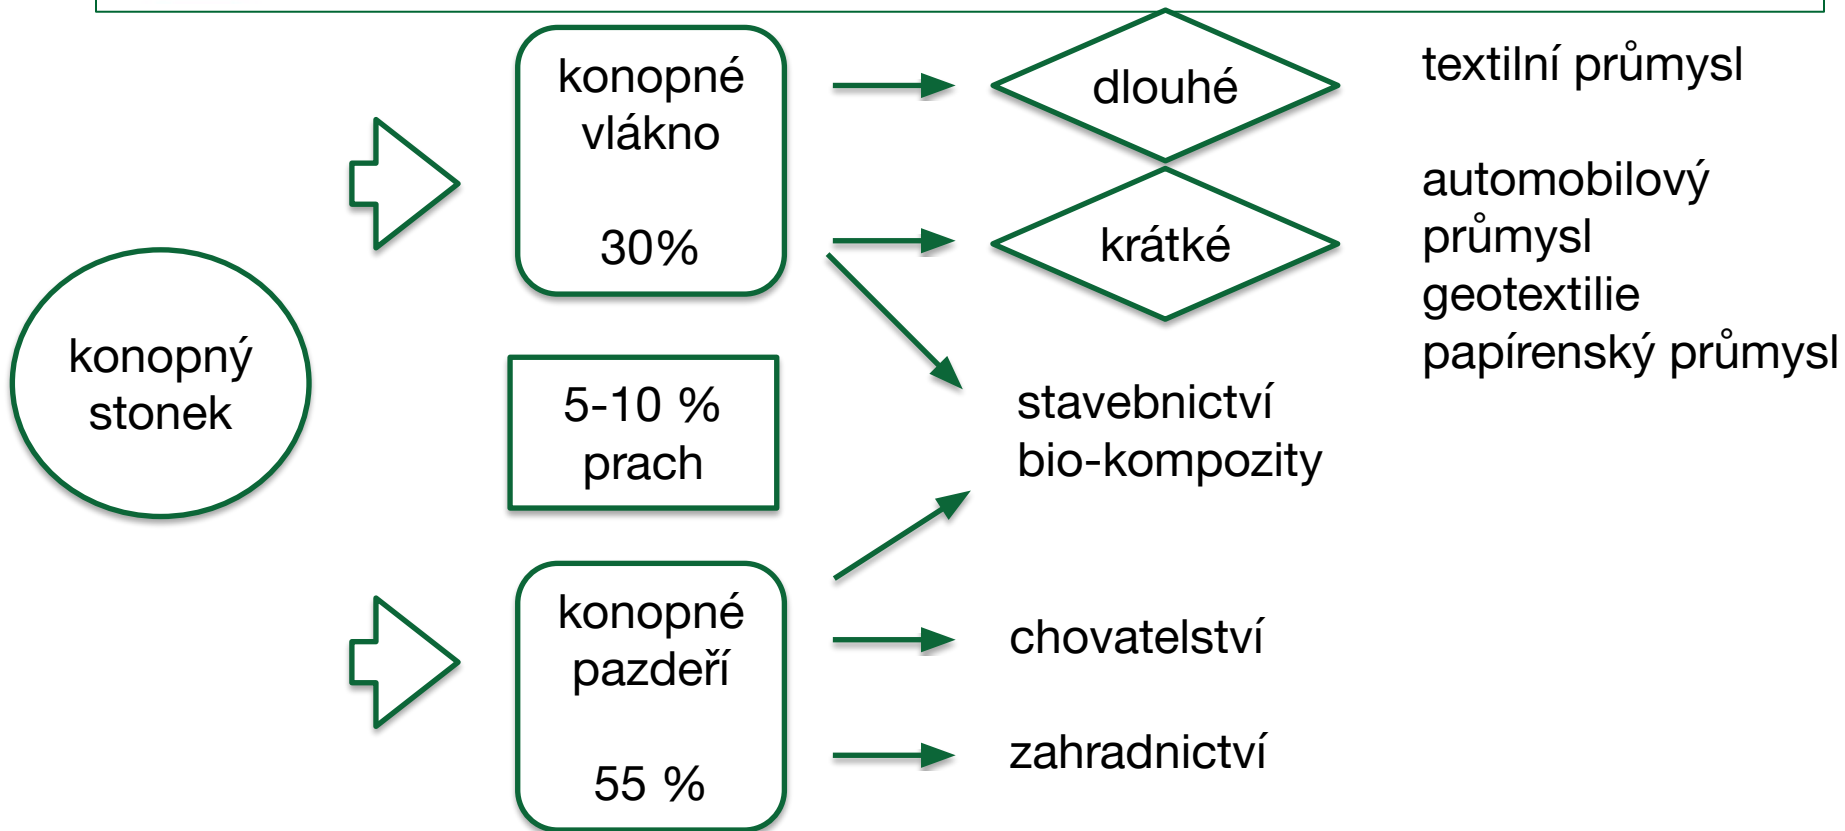 konopný
stonek
konopné
vlákno
30%
5-10 %
prach
konopné
pazdeří
55 %
dlouhé
krátké
stavebnictví
bio-kompozity
chovatelství
zahradnictví
textilní průmysl
automobilový
průmysl
geotextilie
papírenský průmysl